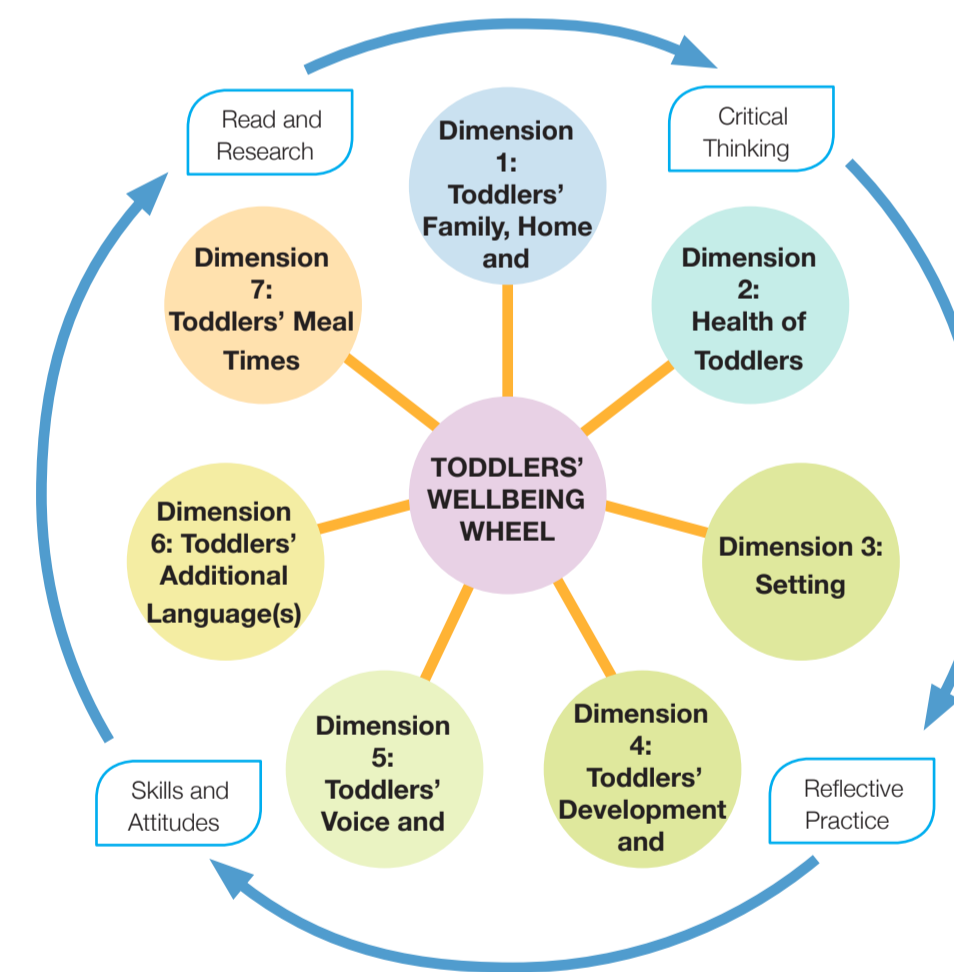 Read and
Research
Critical
Thinking
Dimension
1:
Toddlers’
Family, Home
and
Dimension
2:
Health of
Toddlers
Dimension 3:
Setting
Dimension
4:
Toddlers’
Development
and
Dimension
5:
Toddlers’
Voice and
Dimension
6: Toddlers’
Additional
Language(s)
Dimension
7:
Toddlers’ Meal
Times
TODDLERS’
WELLBEING
WHEEL
Reflective
Practice
Skills and
Attitudes